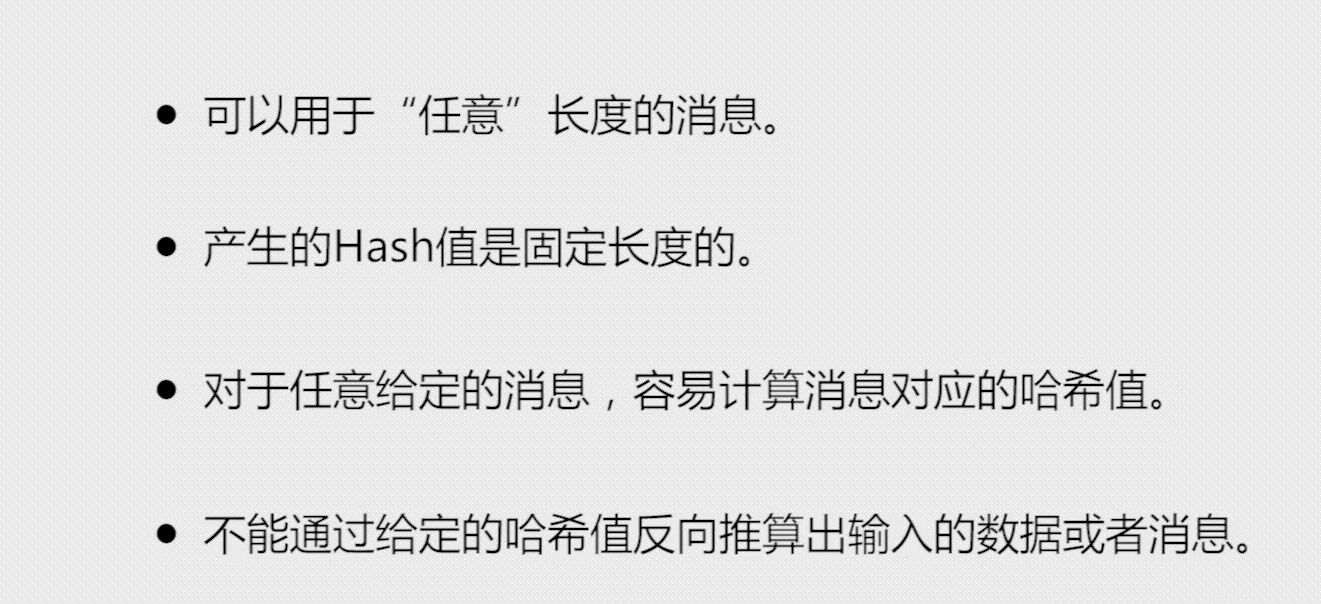 • 可以用于“任意”长度的消息。
• 产生的Hash值是固定长度的。
• 对于任意给定的消息，容易计算消息对应的哈希值。
• 不能通过给定的哈希值反向推算出输入的数据或者消息。